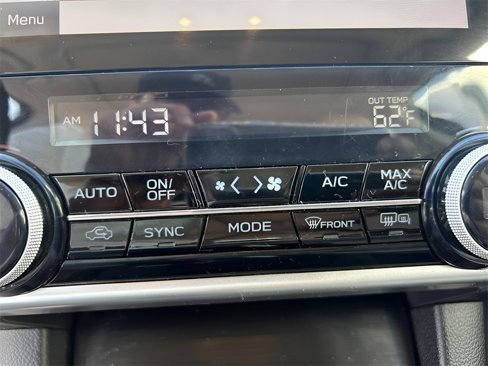 Menu
AM 11:43 OUT TEMP 62°F
AUTO ON/OFF A/C MAX A/C
SYNC MODE FRONT